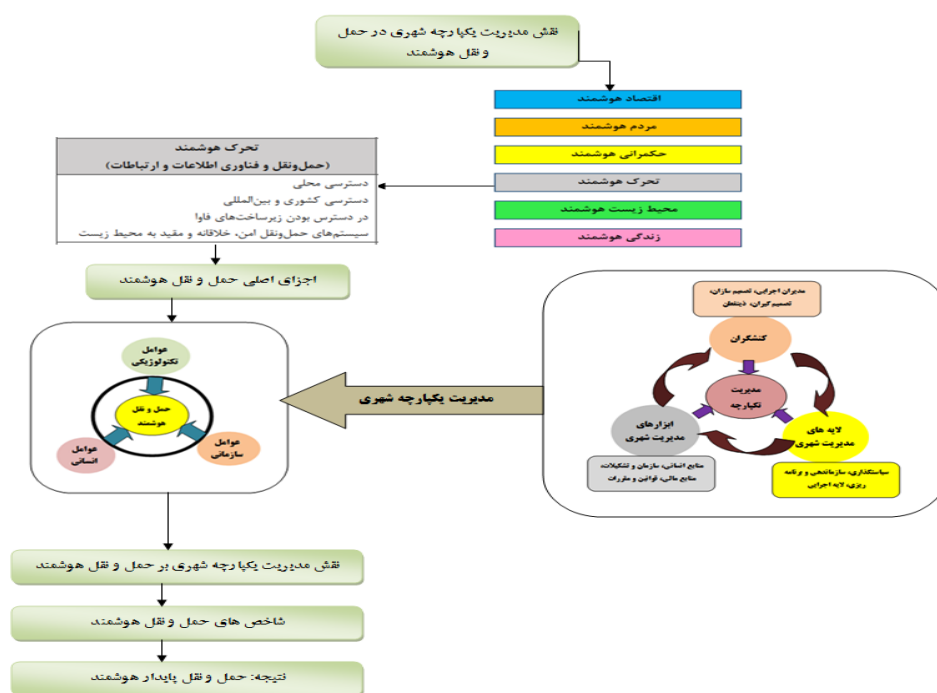 نقش مدیریت یکپارچه شهری در حمل
و نقل هوشمند
اقتصاد هوشمند
مردم هوشمند
حکمرانی هوشمند
تحرک هوشمند
محیط زیست هوشمند
زندگی هوشمند
تحرک هوشمند
(حمل‌ونقل و فناوری اطلاعات و ارتباطات)
دسترسی محلی
دسترسی کشوری و بین‌المللی
در دسترس بودن زیرساخت‌های فاوا
سیستم‌های حمل‌ونقل امن، خلاقانه و مقید به محیط زیست
اجزای اصلی حمل و نقل هوشمند
مدیران اجرایی، تصمیم سازان،
تصمیم‌گیران، ذینفعان
کنشگران
مدیریت
یکپارچه
ابزارهای
مدیریت شهری
لایه های
مدیریت شهری
منابع انسانی، سازمان و تشکیلات،
منابع مالی، قوانین و مقررات
سیاستگذاری، سازماندهی و برنامه
ریزی، لایه اجرایی
مدیریت یکپارچه شهری
عوامل
تکنولوژیکی
حمل و نقل
هوشمند
عوامل
سازمانی
عوامل
انسانی
نقش مدیریت یکپارچه شهری بر حمل و نقل هوشمند
شاخص های حمل و نقل هوشمند
نتیجه: حمل و نقل پایدار هوشمند